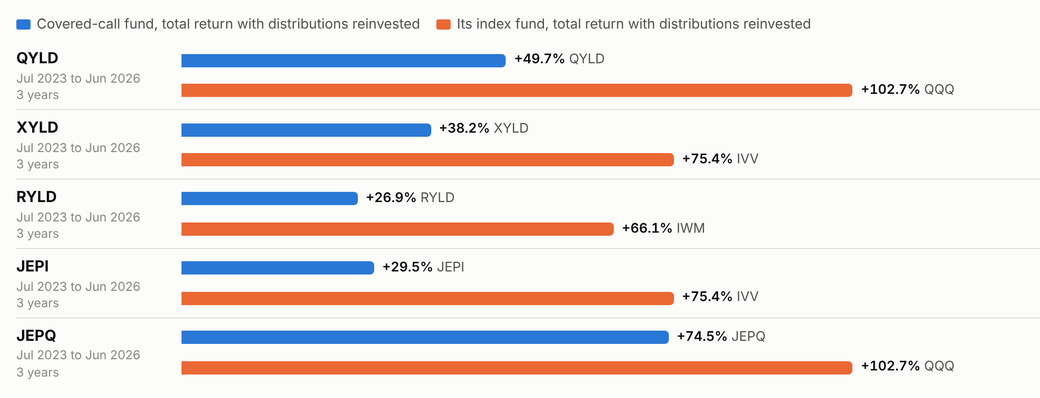 Covered-call fund, total return with distributions reinvested
Its index fund, total return with distributions reinvested
QYLD
Jul 2023 to Jun 2026
3 years
+49.7% QYLD
+102.7% QQQ
XYLD
Jul 2023 to Jun 2026
3 years
+38.2% XYLD
+75.4% IVV
RYLD
Jul 2023 to Jun 2026
3 years
+26.9% RYLD
+66.1% IWM
JEPI
Jul 2023 to Jun 2026
3 years
+29.5% JEPI
+75.4% IVV
JEPQ
Jul 2023 to Jun 2026
3 years
+74.5% JEPQ
+102.7% QQQ